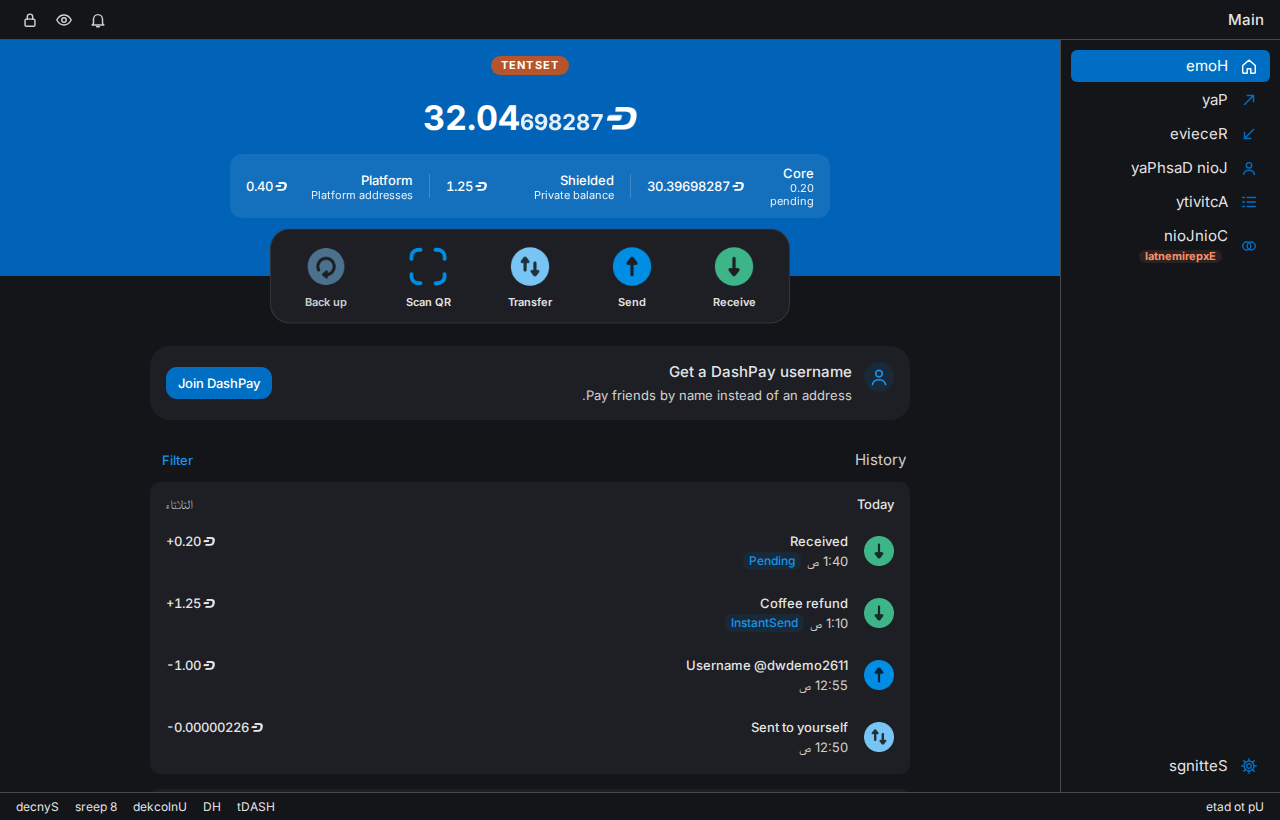 Main
emoH
yaP
evieceR
yaPhsaD nioJ
ytivitcA
nioJnioC
latnemirepxE
sgnitteS
TENTSET
32.04698287
Core
0.20
pending
30.39698287
Shielded
Private balance
1.25
Platform
Platform addresses
0.40
Back up
Scan QR
Transfer
Send
Receive
Get a DashPay username
.Pay friends by name instead of an address
Join DashPay
History
Filter
Today
الثلاثاء
Received
1:40 ص
Pending
+0.20
Coffee refund
1:10 ص
InstantSend
+1.25
Username @dwdemo2611
12:55 ص
-1.00
Sent to yourself
12:50 ص
-0.00000226
decnyS
sreep 8
dekcolnU
DH
tDASH
etad ot pU